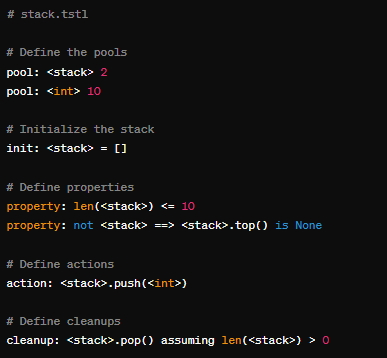 # stack.tstl
# Define the pools
pool: <stack> 2
pool: <int> 10
# Initialize the stack
init: <stack> = []
# Define properties
property: len(<stack>) <= 10
property: not <stack> ==> <stack>.top() is None
# Define actions
action: <stack>.push(<int>)
# Define cleanups
cleanup: <stack>.pop() assuming len(<stack>) > 0